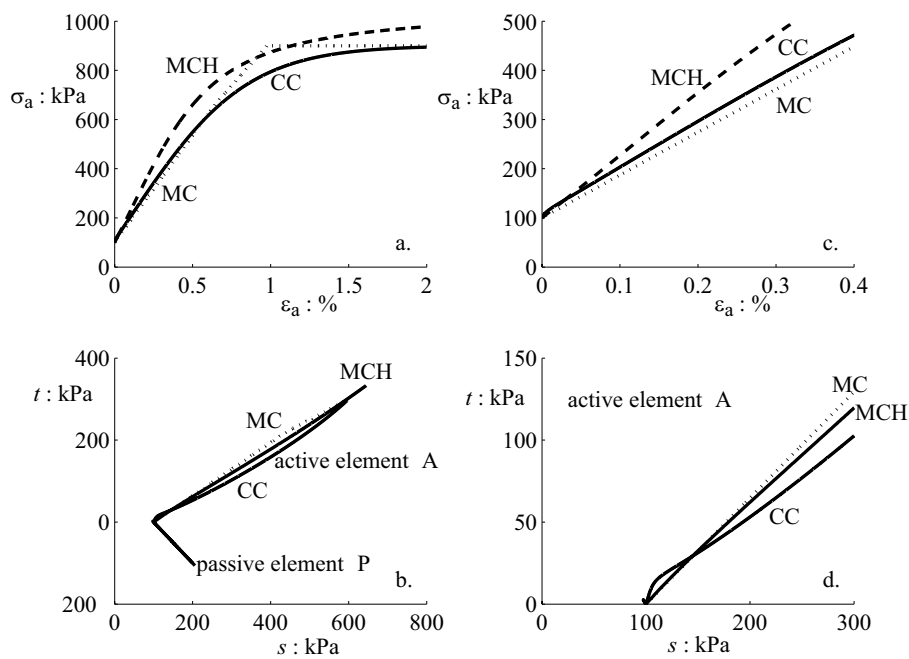 1000
800
600
400
200
0
σa : kPa
MCH
CC
MC
a.
0 0.5 1 1.5 2
εa : %
500
400
300
200
100
0
σa : kPa
MCH
CC
MC
c.
0 0.1 0.2 0.3 0.4
εa : %
400
200
0
200
t : kPa
MCH
MC
active element A
CC
passive element P
b.
0 200 400 600 800
s : kPa
150
100
50
0
t : kPa
active element A
MC
MCH
CC
d.
0 100 200 300
s : kPa